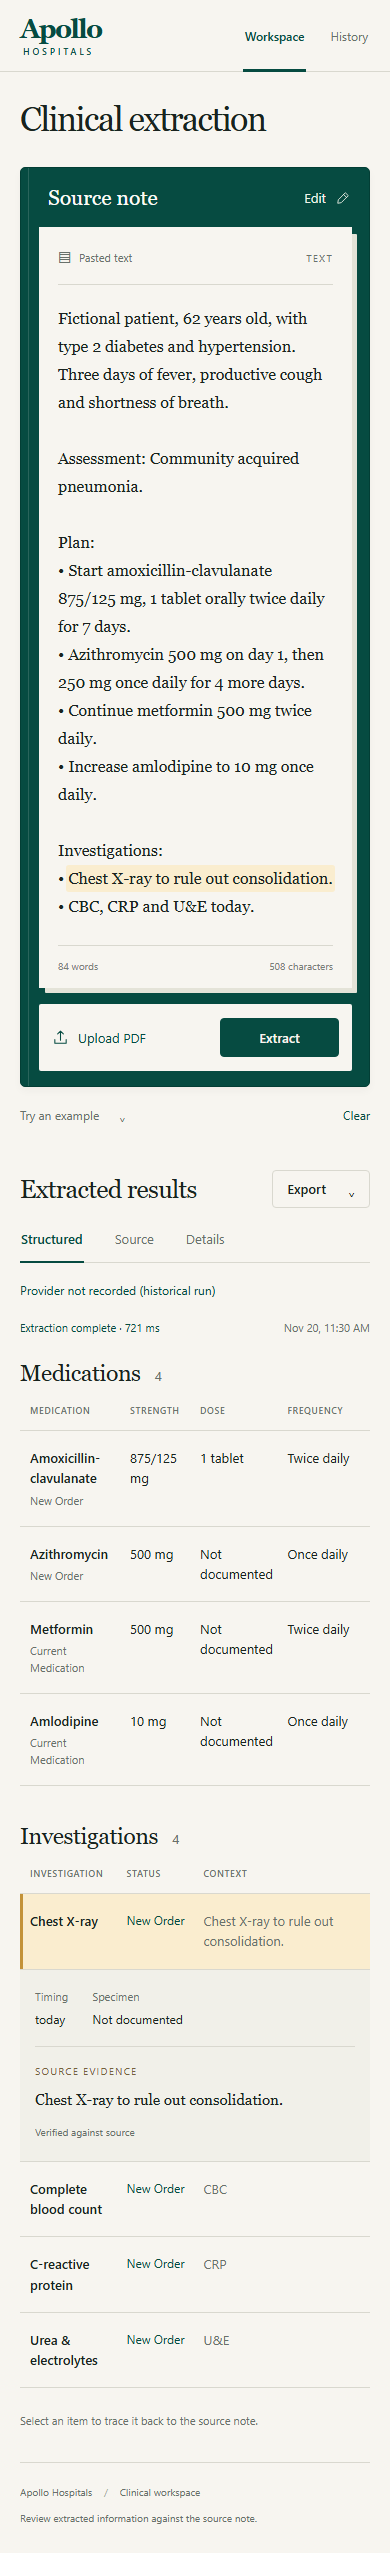 Apollo
HOSPITALS
Workspace
History
Clinical extraction
Source note
Edit
Pasted text
TEXT
Fictional patient, 62 years old, with
type 2 diabetes and hypertension.
Three days of fever, productive cough
and shortness of breath.
Assessment: Community acquired
pneumonia.
Plan:
• Start amoxicillin-clavulanate
875/125 mg, 1 tablet orally twice daily
for 7 days.
• Azithromycin 500 mg on day 1, then
250 mg once daily for 4 more days.
• Continue metformin 500 mg twice
daily.
• Increase amlodipine to 10 mg once
daily.
Investigations:
• Chest X-ray to rule out consolidation.
• CBC, CRP and U&E today.
84 words
508 characters
Upload PDF
Extract
Try an example
Clear
Extracted results
Export
Structured
Source
Details
Provider not recorded (historical run)
Extraction complete · 721 ms
Nov 20, 11:30 AM
Medications 4
MEDICATION STRENGTH DOSE FREQUENCY
Amoxicillin- 875/125 1 tablet Twice daily
clavulanate mg
New Order
Azithromycin 500 mg Not Once daily
New Order documented
Metformin 500 mg Not Twice daily
Current documented
Medication
Amlodipine 10 mg Not Once daily
Current documented
Medication
Investigations 4
INVESTIGATION STATUS CONTEXT
Chest X-ray New Order Chest X-ray to rule out
consolidation.
Timing Specimen
today Not documented
SOURCE EVIDENCE
Chest X-ray to rule out consolidation.
Verified against source
Complete New Order CBC
blood count
C-reactive New Order CRP
protein
Urea & New Order U&E
electrolytes
Select an item to trace it back to the source note.
Apollo Hospitals / Clinical workspace
Review extracted information against the source note.